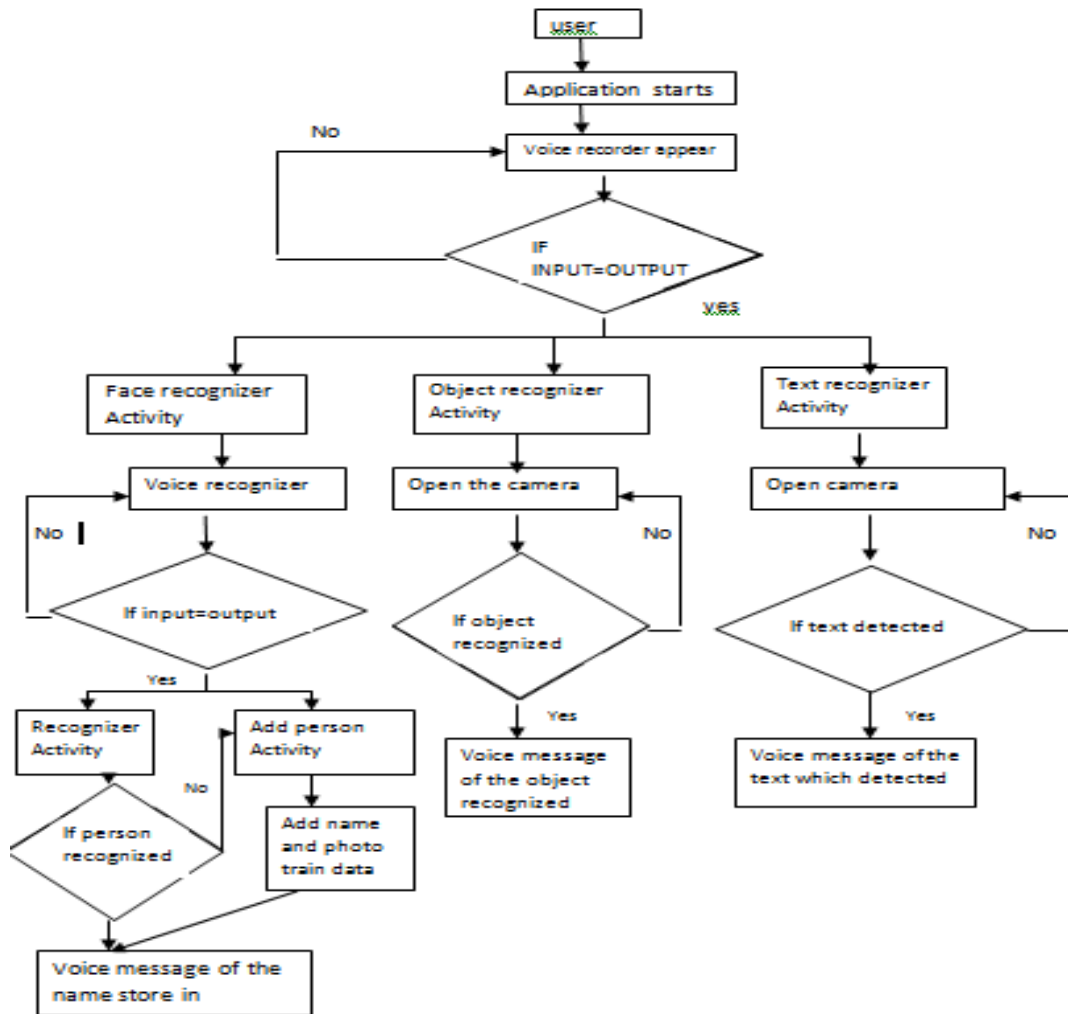 user
Application starts
No
Voice recorder appear
IF
INPUT=OUTPUT
yes
Face recognizer
Activity
Object recognizer
Activity
Text recognizer
Activity
Voice recognizer
Open the camera
Open camera
No
No
No
If input=output
If object
recognized
If text detected
Yes
Yes
Yes
Recognizer
Activity
Add person
Activity
Voice message
of the object
recognized
Voice message of the
text which detected
No
If person
recognized
Add name
and photo
train data
Voice message of the
name store in